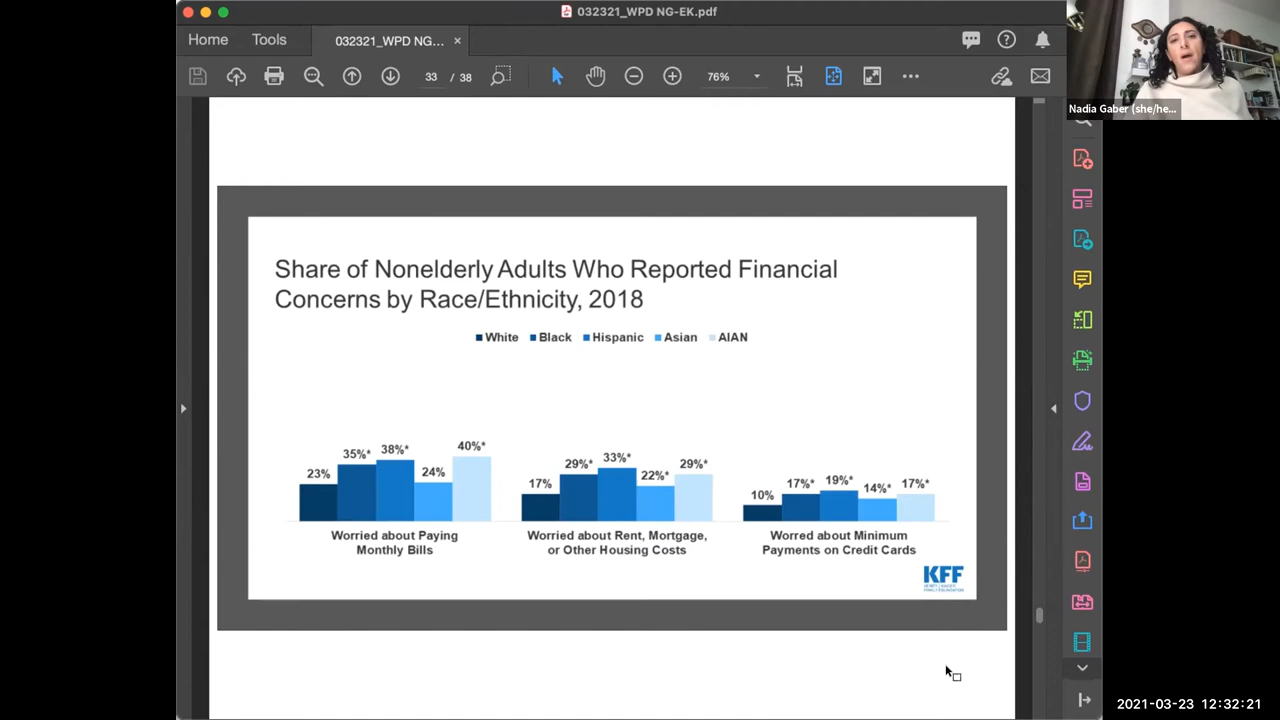 032321_WPD NG-EK.pdf
Home Tools 032321_WPD NG... ×
33 / 38 76%
Nadia Gaber (she/he...
Share of Nonelderly Adults Who Reported Financial
Concerns by Race/Ethnicity, 2018
White Black Hispanic Asian AIAN
23% 35%* 38%* 24% 40%*
17% 29%* 33%* 22%* 29%*
10% 17%* 19%* 14%* 17%*
Worried about Paying
Monthly Bills
Worried about Rent, Mortgage,
or Other Housing Costs
Worred about Minimum
Payments on Credit Cards
KFF
2021-03-23 12:32:21